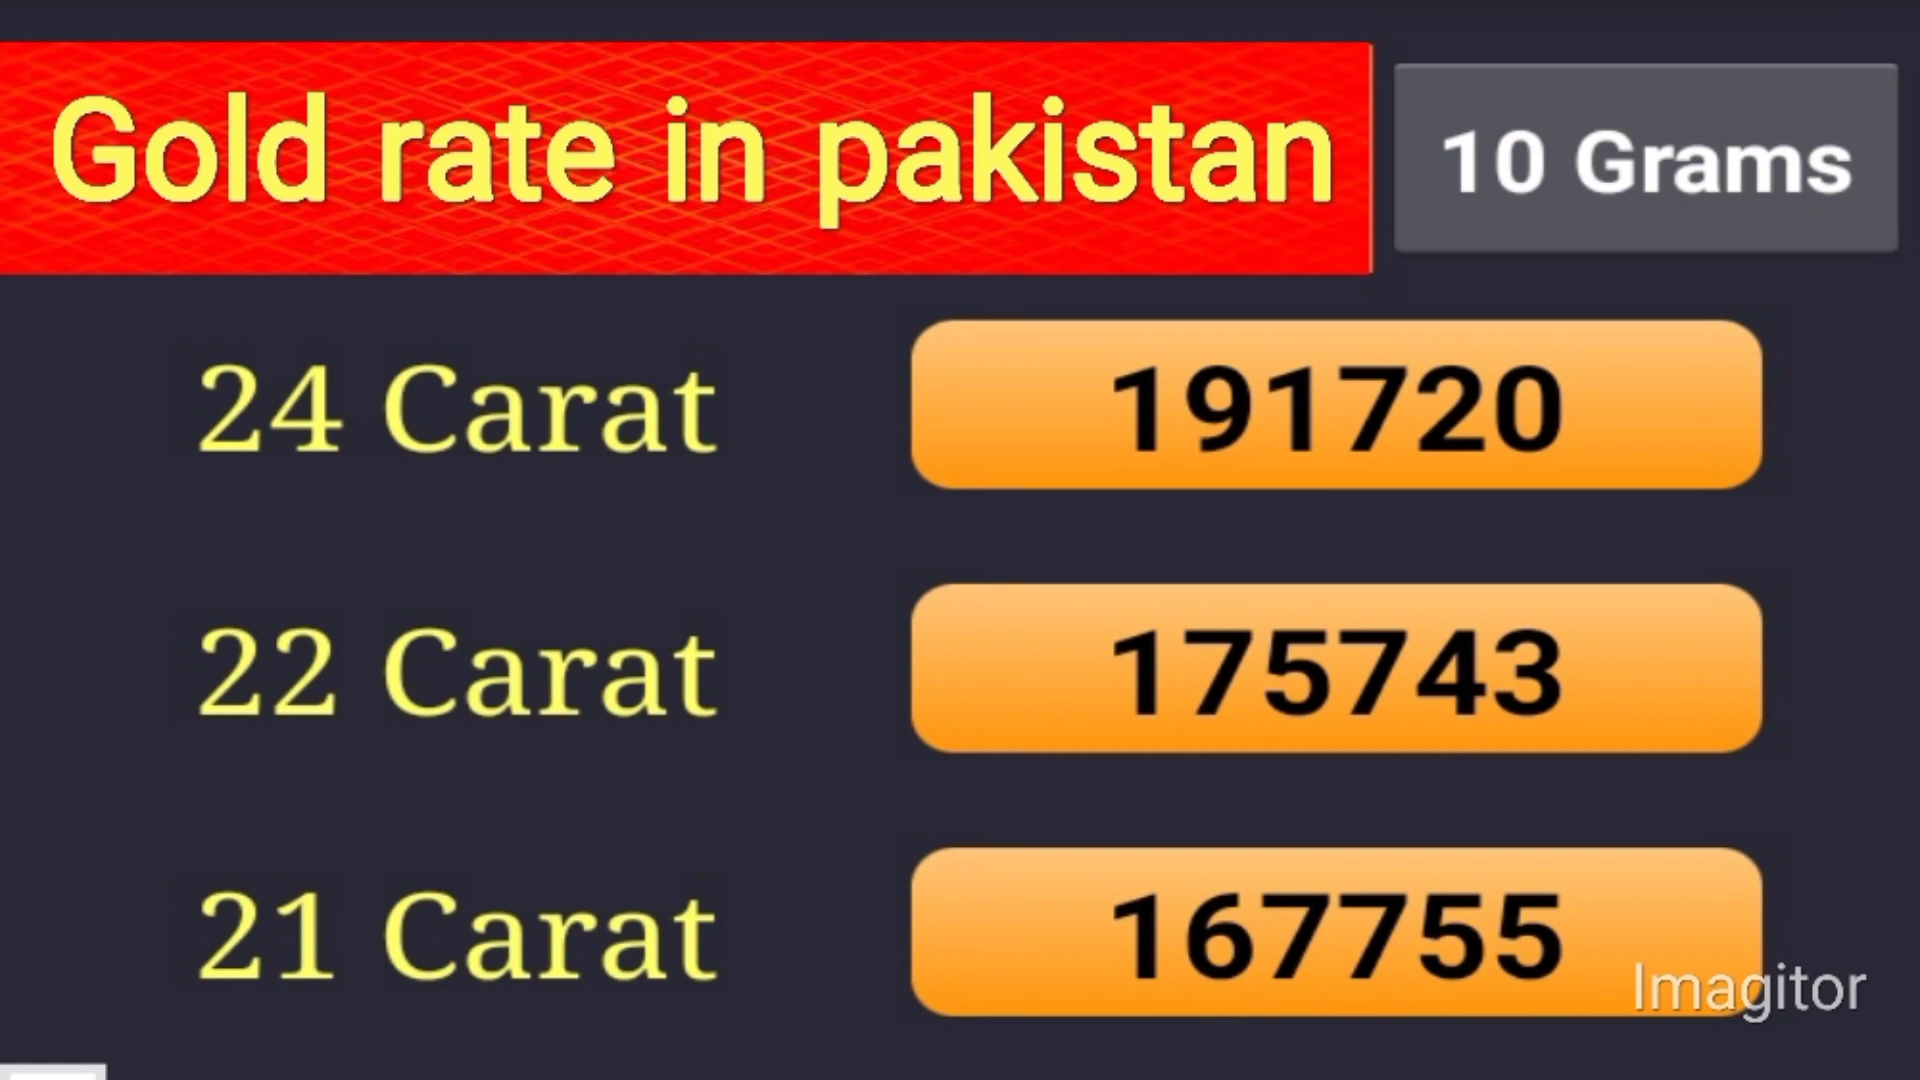 Gold rate in pakistan
10 Grams
24 Carat 191720
22 Carat 175743
21 Carat 167755
Imagitor